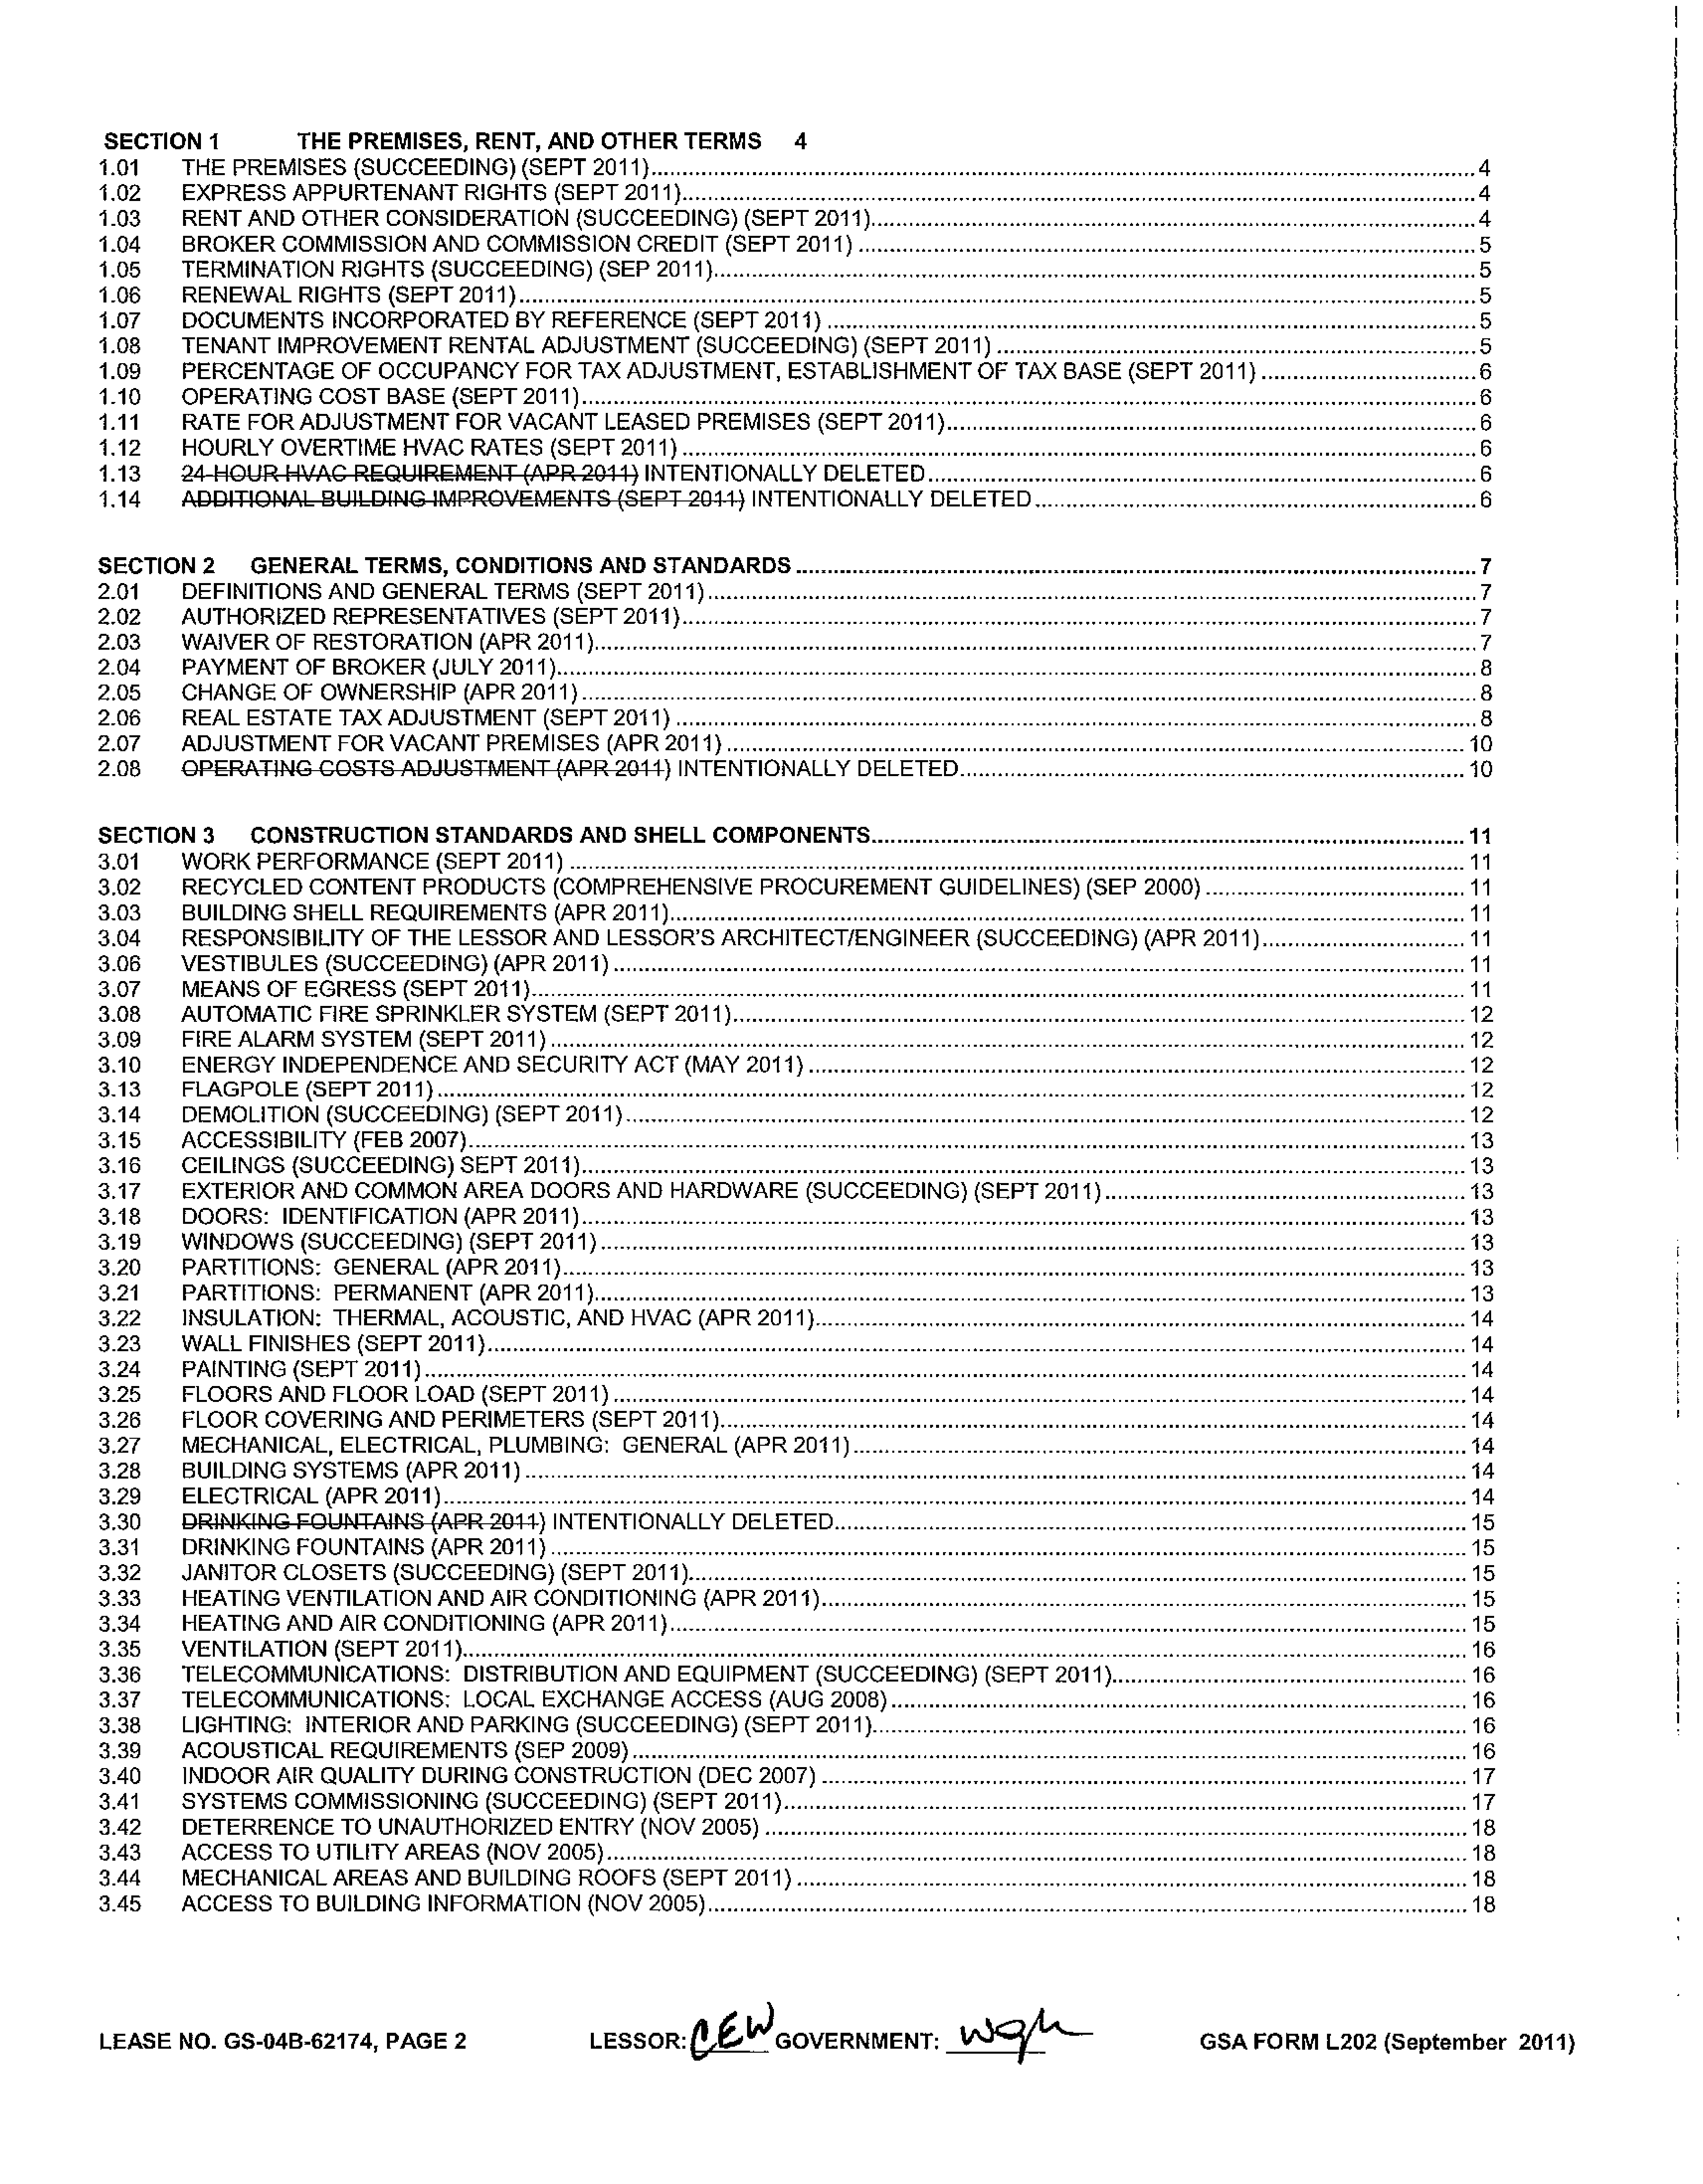 SECTION 1 THE PREMISES, RENT, AND OTHER TERMS 4
1.01 THE PREMISES (SUCCEEDING) (SEPT 2011) 4
1.02 EXPRESS APPURTENANT RIGHTS (SEPT 2011) 4
1.03 RENT AND OTHER CONSIDERATION (SUCCEEDING) (SEPT 2011) 4
1.04 BROKER COMMISSION AND COMMISSION CREDIT (SEPT 2011) 5
1.05 TERMINATION RIGHTS (SUCCEEDING) (SEP 2011) 5
1.06 RENEWAL RIGHTS (SEPT 2011) 5
1.07 DOCUMENTS INCORPORATED BY REFERENCE (SEPT 2011) 5
1.08 TENANT IMPROVEMENT RENTAL ADJUSTMENT (SUCCEEDING) (SEPT 2011) 5
1.09 PERCENTAGE OF OCCUPANCY FOR TAX ADJUSTMENT, ESTABLISHMENT OF TAX BASE (SEPT 2011) 6
1.10 OPERATING COST BASE (SEPT 2011) 6
1.11 RATE FOR ADJUSTMENT FOR VACANT LEASED PREMISES (SEPT 2011) 6
1.12 HOURLY OVERTIME HVAC RATES (SEPT 2011) 6
1.13 24-HOUR HVAC REQUIREMENT (APR 2011) INTENTIONALLY DELETED 6
1.14 ADDITIONAL BUILDING IMPROVEMENTS (SEPT 2011) INTENTIONALLY DELETED 6
SECTION 2 GENERAL TERMS, CONDITIONS AND STANDARDS 7
2.01 DEFINITIONS AND GENERAL TERMS (SEPT 2011) 7
2.02 AUTHORIZED REPRESENTATIVES (SEPT 2011) 7
2.03 WAIVER OF RESTORATION (APR 2011) 7
2.04 PAYMENT OF BROKER (JULY 2011) 8
2.05 CHANGE OF OWNERSHIP (APR 2011) 8
2.06 REAL ESTATE TAX ADJUSTMENT (SEPT 2011) 8
2.07 ADJUSTMENT FOR VACANT PREMISES (APR 2011) 10
2.08 OPERATING COSTS ADJUSTMENT (APR 2011) INTENTIONALLY DELETED 10
SECTION 3 CONSTRUCTION STANDARDS AND SHELL COMPONENTS 11
3.01 WORK PERFORMANCE (SEPT 2011) 11
3.02 RECYCLED CONTENT PRODUCTS (COMPREHENSIVE PROCUREMENT GUIDELINES) (SEP 2000) 11
3.03 BUILDING SHELL REQUIREMENTS (APR 2011) 11
3.04 RESPONSIBILITY OF THE LESSOR AND LESSOR'S ARCHITECT/ENGINEER (SUCCEEDING) (APR 2011) 11
3.06 VESTIBULES (SUCCEEDING) (APR 2011) 11
3.07 MEANS OF EGRESS (SEPT 2011) 11
3.08 AUTOMATIC FIRE SPRINKLER SYSTEM (SEPT 2011) 12
3.09 FIRE ALARM SYSTEM (SEPT 2011) 12
3.10 ENERGY INDEPENDENCE AND SECURITY ACT (MAY 2011) 12
3.13 FLAGPOLE (SEPT 2011) 12
3.14 DEMOLITION (SUCCEEDING) (SEPT 2011) 12
3.15 ACCESSIBILITY (FEB 2007) 13
3.16 CEILINGS (SUCCEEDING) SEPT 2011) 13
3.17 EXTERIOR AND COMMON AREA DOORS AND HARDWARE (SUCCEEDING) (SEPT 2011) 13
3.18 DOORS: IDENTIFICATION (APR 2011) 13
3.19 WINDOWS (SUCCEEDING) (SEPT 2011) 13
3.20 PARTITIONS: GENERAL (APR 2011) 13
3.21 PARTITIONS: PERMANENT (APR 2011) 13
3.22 INSULATION: THERMAL, ACOUSTIC, AND HVAC (APR 2011) 14
3.23 WALL FINISHES (SEPT 2011) 14
3.24 PAINTING (SEPT 2011) 14
3.25 FLOORS AND FLOOR LOAD (SEPT 2011) 14
3.26 FLOOR COVERING AND PERIMETERS (SEPT 2011) 14
3.27 MECHANICAL, ELECTRICAL, PLUMBING: GENERAL (APR 2011) 14
3.28 BUILDING SYSTEMS (APR 2011) 14
3.29 ELECTRICAL (APR 2011) 14
3.30 DRINKING FOUNTAINS (APR 2011) INTENTIONALLY DELETED 15
3.31 DRINKING FOUNTAINS (APR 2011) 15
3.32 JANITOR CLOSETS (SUCCEEDING) (SEPT 2011) 15
3.33 HEATING VENTILATION AND AIR CONDITIONING (APR 2011) 15
3.34 HEATING AND AIR CONDITIONING (APR 2011) 15
3.35 VENTILATION (SEPT 2011) 16
3.36 TELECOMMUNICATIONS: DISTRIBUTION AND EQUIPMENT (SUCCEEDING) (SEPT 2011) 16
3.37 TELECOMMUNICATIONS: LOCAL EXCHANGE ACCESS (AUG 2008) 16
3.38 LIGHTING: INTERIOR AND PARKING (SUCCEEDING) (SEPT 2011) 16
3.39 ACOUSTICAL REQUIREMENTS (SEP 2009) 16
3.40 INDOOR AIR QUALITY DURING CONSTRUCTION (DEC 2007) 17
3.41 SYSTEMS COMMISSIONING (SUCCEEDING) (SEPT 2011) 17
3.42 DETERRENCE TO UNAUTHORIZED ENTRY (NOV 2005) 18
3.43 ACCESS TO UTILITY AREAS (NOV 2005) 18
3.44 MECHANICAL AREAS AND BUILDING ROOFS (SEPT 2011) 18
3.45 ACCESS TO BUILDING INFORMATION (NOV 2005) 18
LEASE NO. GS-04B-62174, PAGE 2 LESSOR: CEW GOVERNMENT: wgh GSA FORM L202 (September 2011)